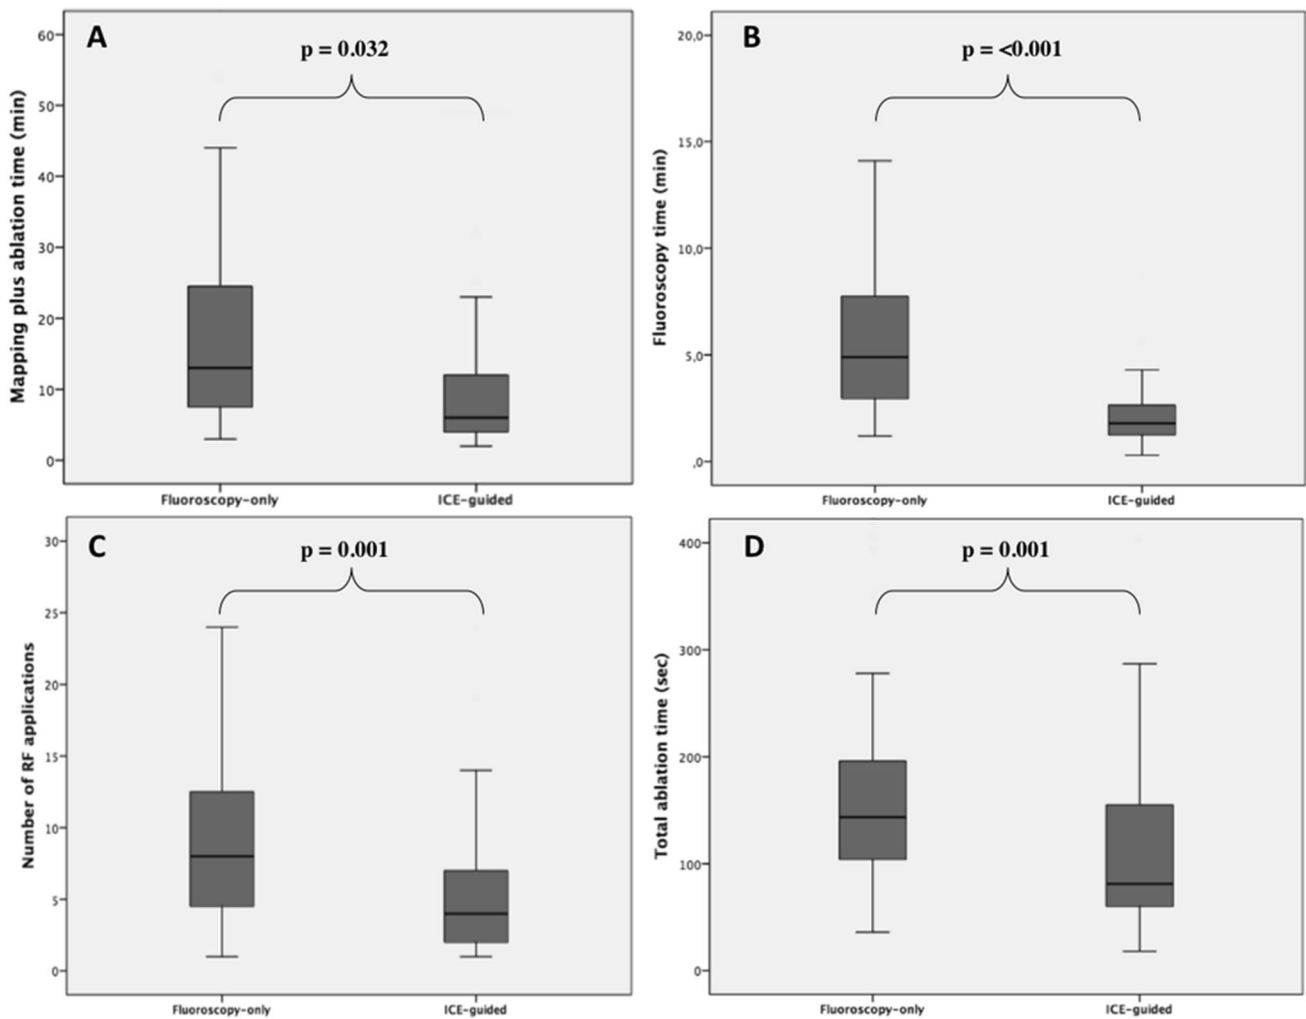 A
p = 0.032
Mapping plus ablation time (min)
60
50
40
30
20
10
0
Fluoroscopy-only
ICE-guided
B
p = <0.001
Fluoroscopy time (min)
20,0
15,0
10,0
5,0
,0
Fluoroscopy-only
ICE-guided
C
p = 0.001
Number of RF applications
30
25
20
15
10
5
0
Fluoroscopy-only
ICE-guided
D
p = 0.001
Total ablation time (sec)
400
300
200
100
0
Fluoroscopy-only
ICE-guided